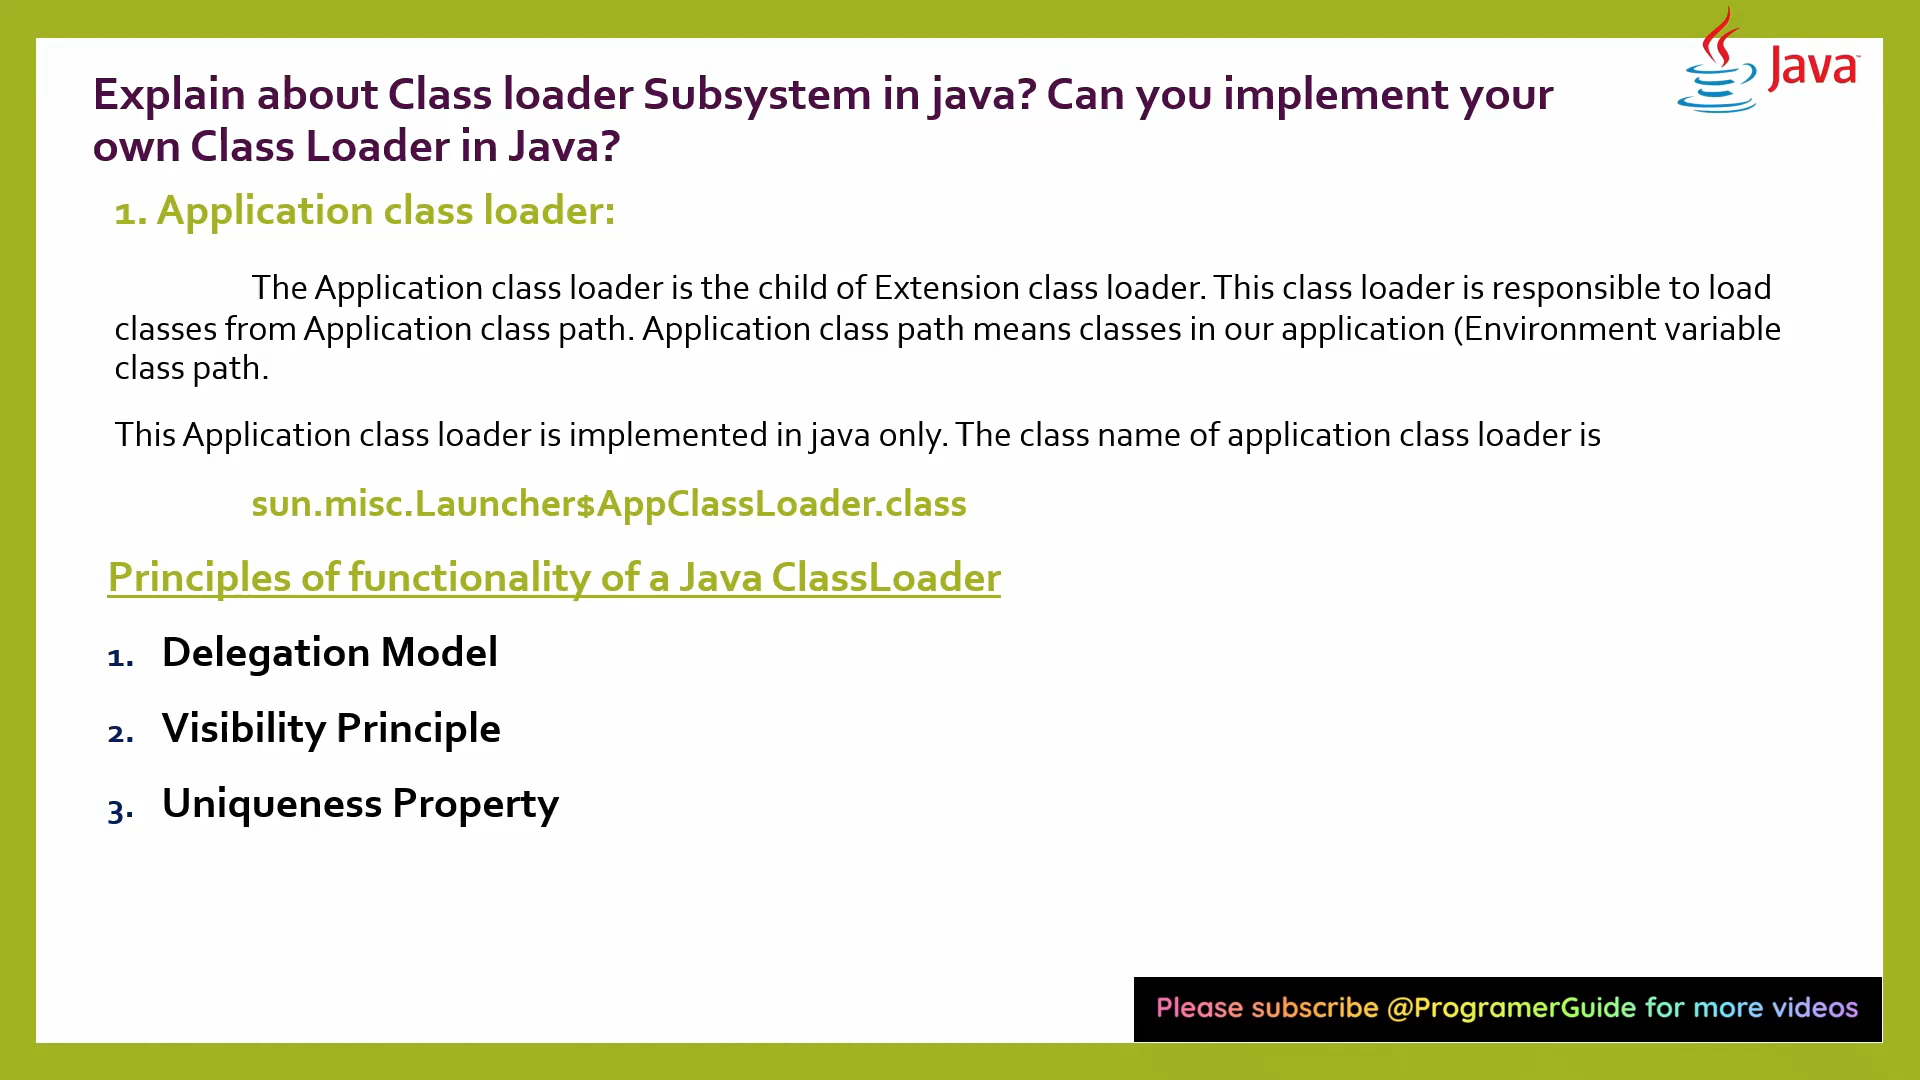 Java™
Explain about Class loader Subsystem in java? Can you implement your
own Class Loader in Java?
1. Application class loader:
The Application class loader is the child of Extension class loader. This class loader is responsible to load
classes from Application class path. Application class path means classes in our application (Environment variable
class path.
This Application class loader is implemented in java only. The class name of application class loader is
sun.misc.Launcher$AppClassLoader.class
Principles of functionality of a Java ClassLoader
1. Delegation Model
2. Visibility Principle
3. Uniqueness Property
Please subscribe @ProgramerGuide for more videos